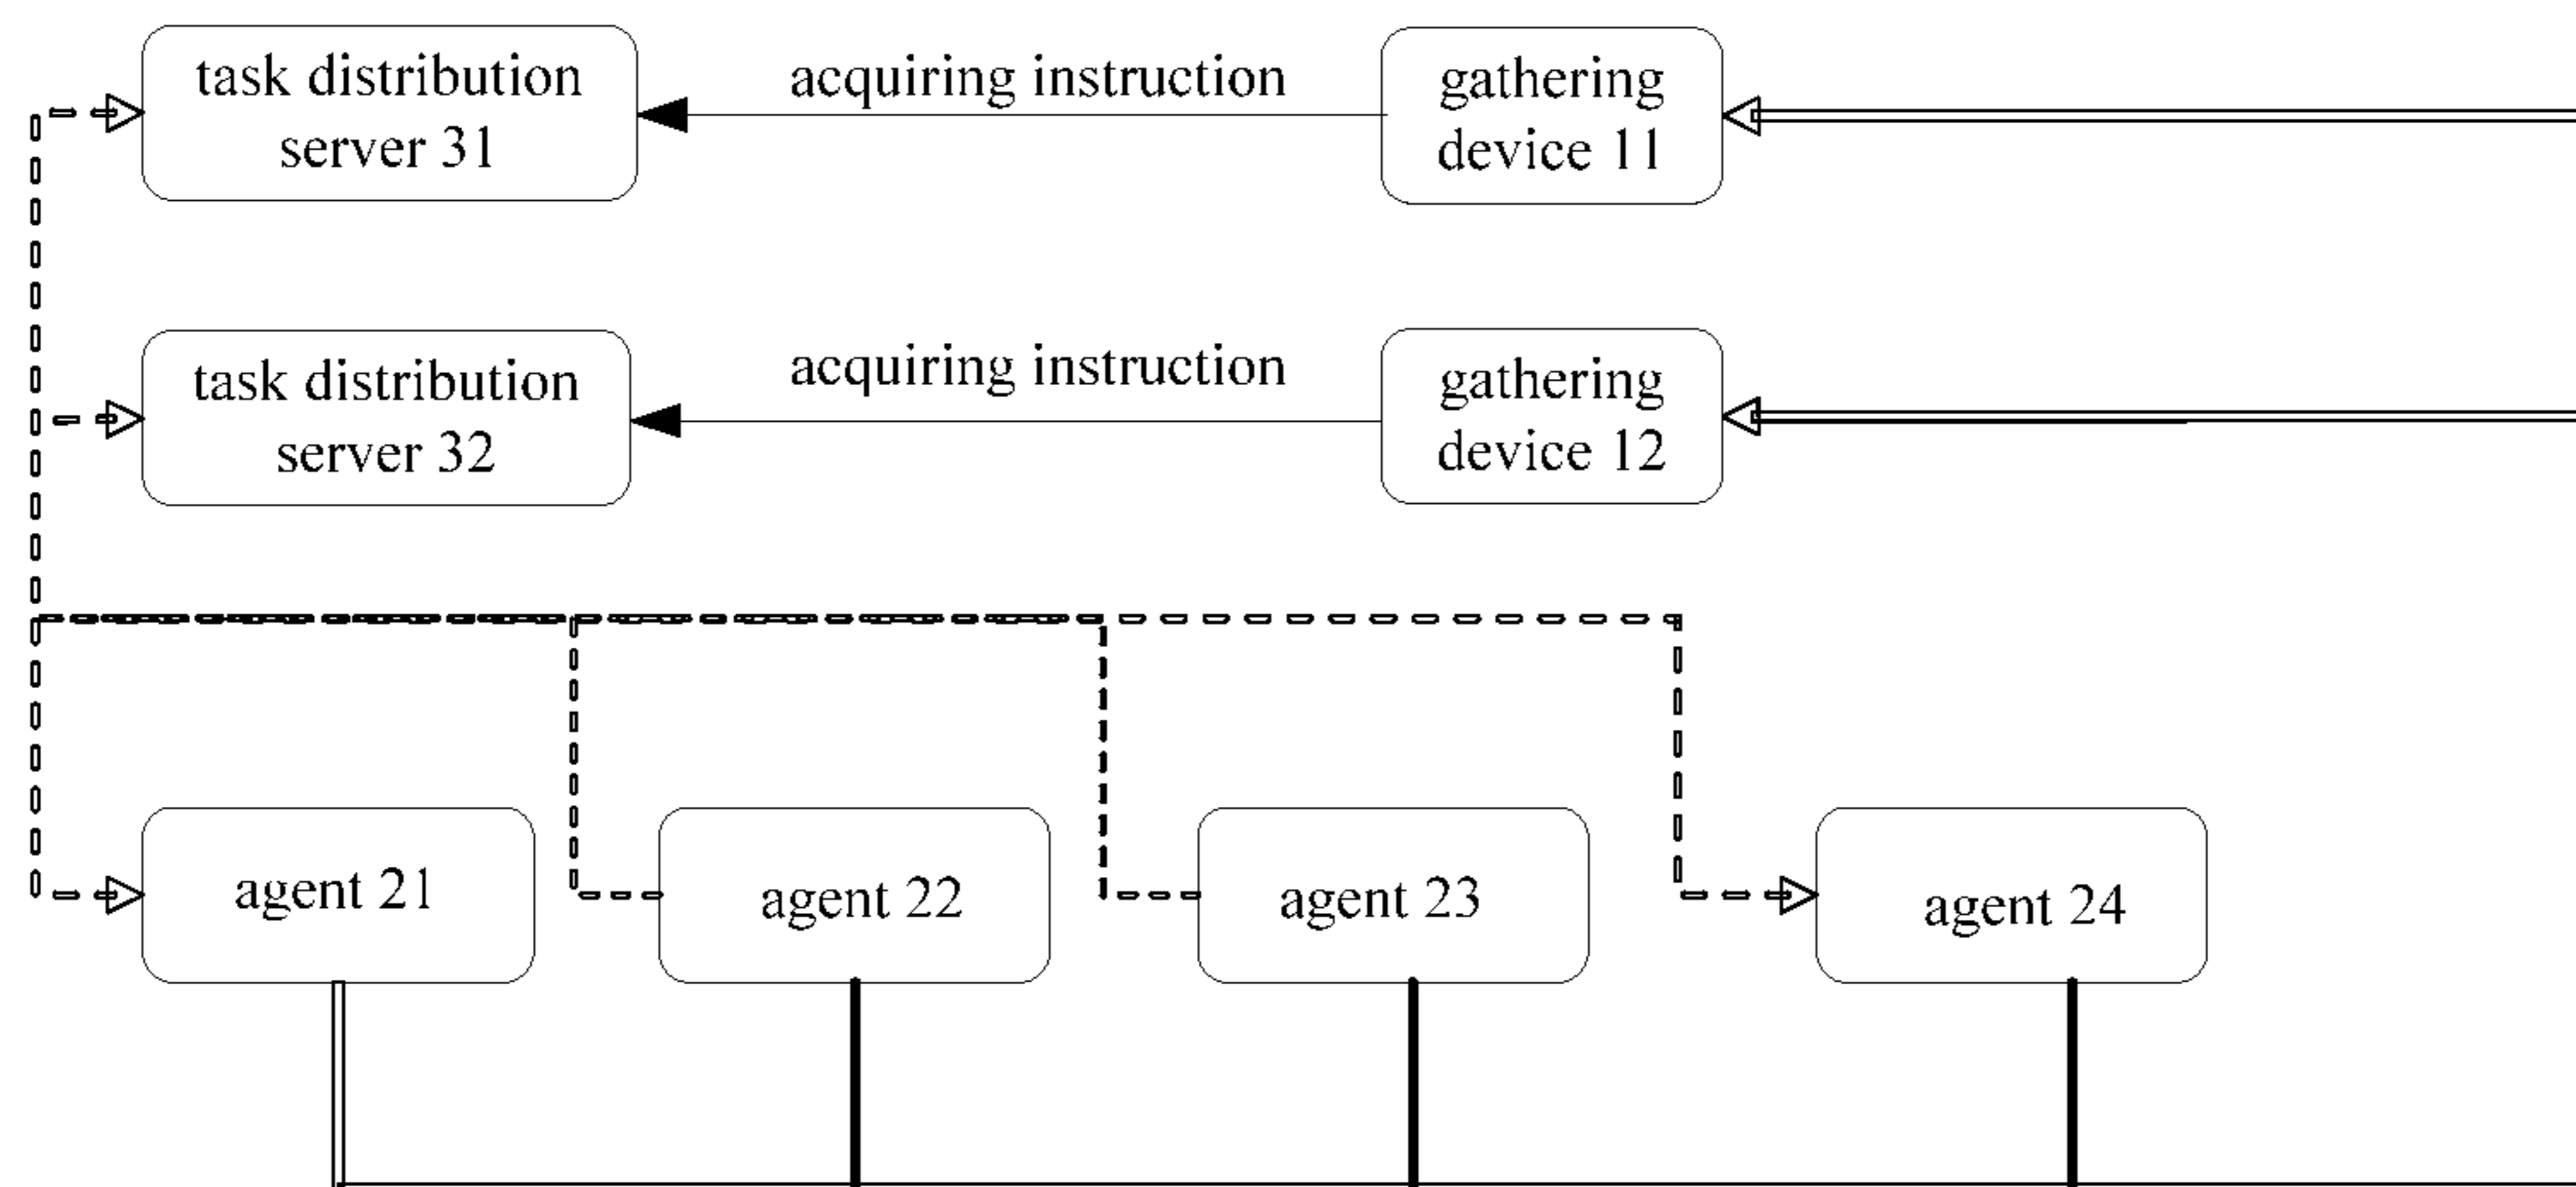 task distribution
server 31
acquiring instruction
gathering
device 11
task distribution
server 32
acquiring instruction
gathering
device 12
agent 21
agent 22
agent 23
agent 24